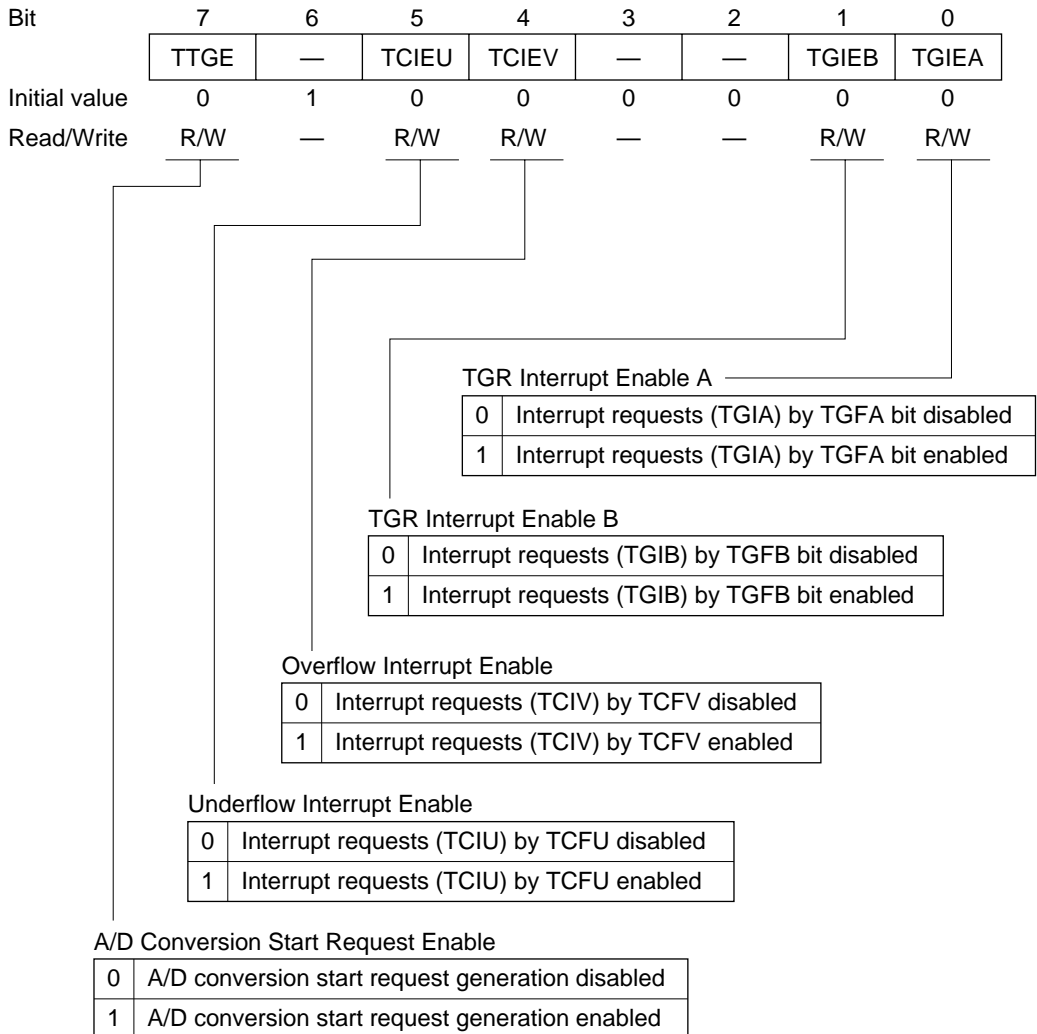 Bit 7 6 5 4 3 2 1 0
TTGE — TCIEU TCIEV — — TGIEB TGIEA
Initial value 0 1 0 0 0 0 0 0
Read/Write R/W — R/W R/W — — R/W R/W
TGR Interrupt Enable A
0 Interrupt requests (TGIA) by TGFA bit disabled
1 Interrupt requests (TGIA) by TGFA bit enabled
TGR Interrupt Enable B
0 Interrupt requests (TGIB) by TGFB bit disabled
1 Interrupt requests (TGIB) by TGFB bit enabled
Overflow Interrupt Enable
0 Interrupt requests (TCIV) by TCFV disabled
1 Interrupt requests (TCIV) by TCFV enabled
Underflow Interrupt Enable
0 Interrupt requests (TCIU) by TCFU disabled
1 Interrupt requests (TCIU) by TCFU enabled
A/D Conversion Start Request Enable
0 A/D conversion start request generation disabled
1 A/D conversion start request generation enabled